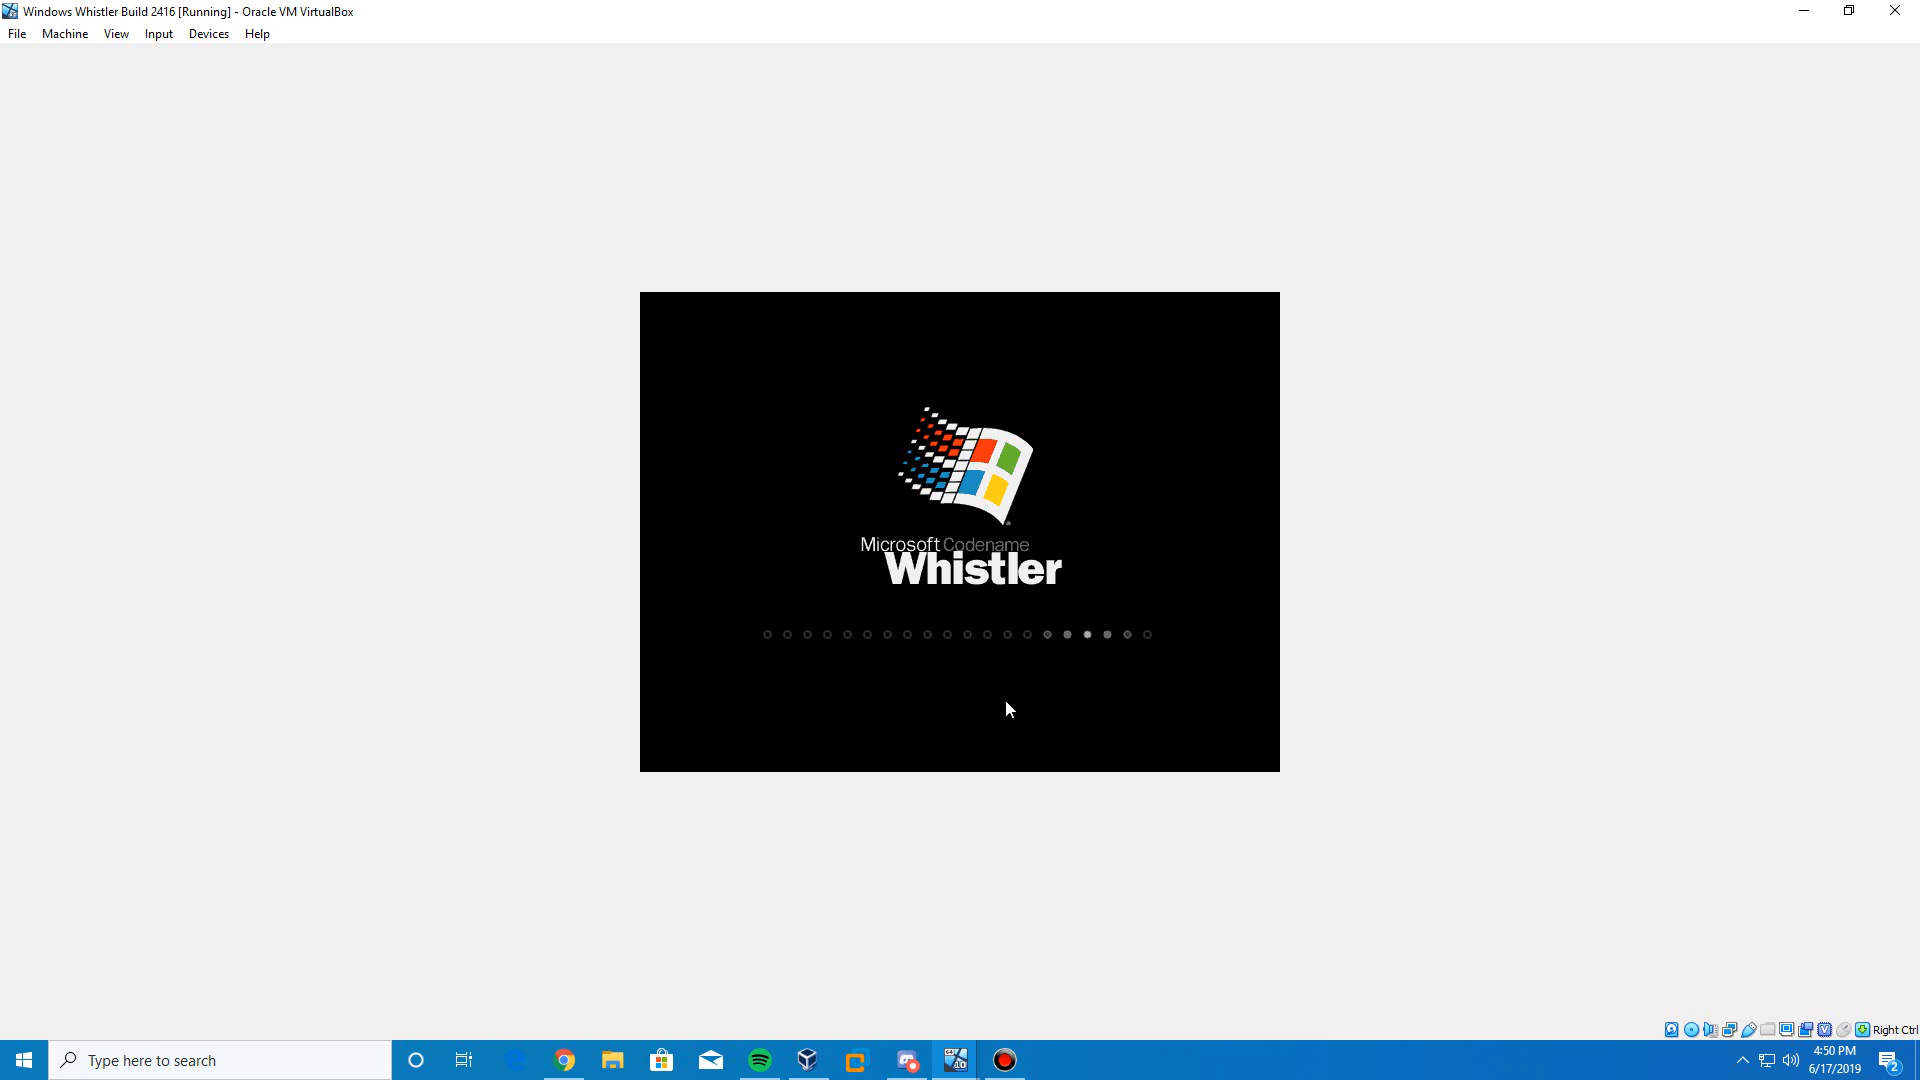 Windows Whistler Build 2416 [Running] - Oracle VM VirtualBox
File Machine View Input Devices Help
Microsoft Codename
Whistler
Right Ctrl
Type here to search
4:50 PM
6/17/2019
2